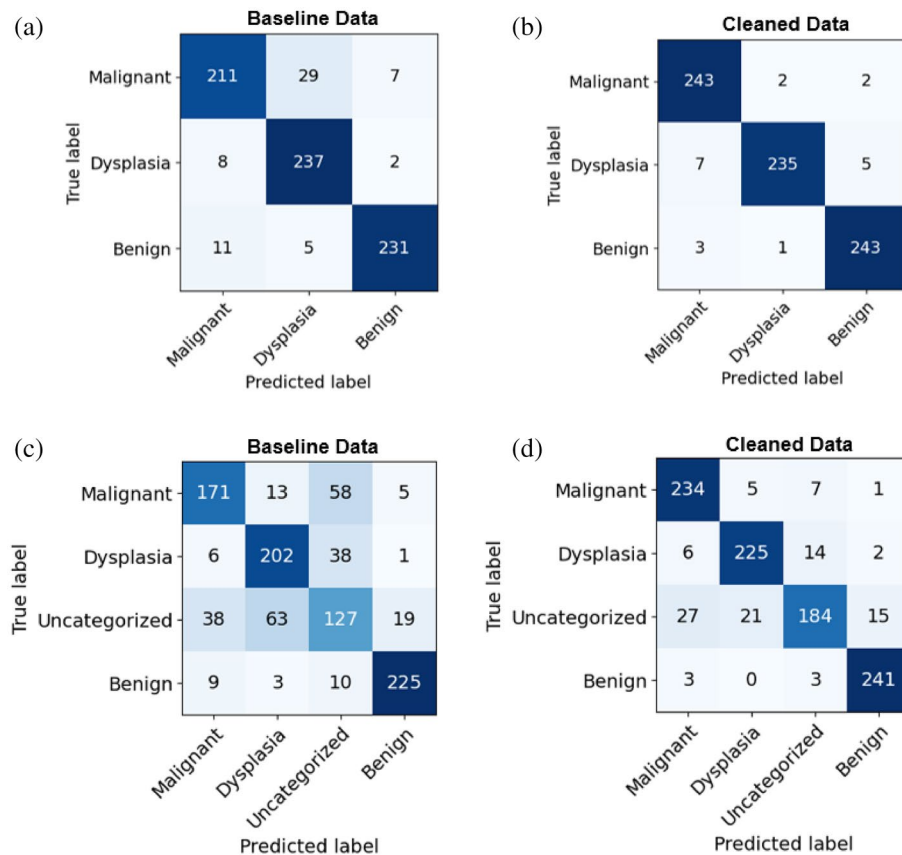 (a)
Baseline Data
Malignant 211 29 7
Dysplasia 8 237 2
Benign 11 5 231
True label
Malignant Dysplasia Benign
Predicted label
(b)
Cleaned Data
Malignant 243 2 2
Dysplasia 7 235 5
Benign 3 1 243
True label
Malignant Dysplasia Benign
Predicted label
(c)
Baseline Data
Malignant 171 13 58 5
Dysplasia 6 202 38 1
Uncategorized 38 63 127 19
Benign 9 3 10 225
True label
Malignant Dysplasia Uncategorized Benign
Predicted label
(d)
Cleaned Data
Malignant 234 5 7 1
Dysplasia 6 225 14 2
Uncategorized 27 21 184 15
Benign 3 0 3 241
True label
Malignant Dysplasia Uncategorized Benign
Predicted label